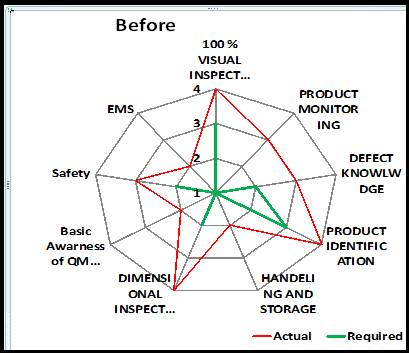 Before
100 %
VISUAL
INSPECT...
PRODUCT
MONITOR
ING
DEFECT
KNOWLW
DGE
PRODUCT
IDENTIFIC
ATION
HANDELI
NG AND
STORAGE
DIMENSI
ONAL
INSPECT...
Basic
Awarness
of QM...
Safety
EMS
4
3
2
1
Actual
Required